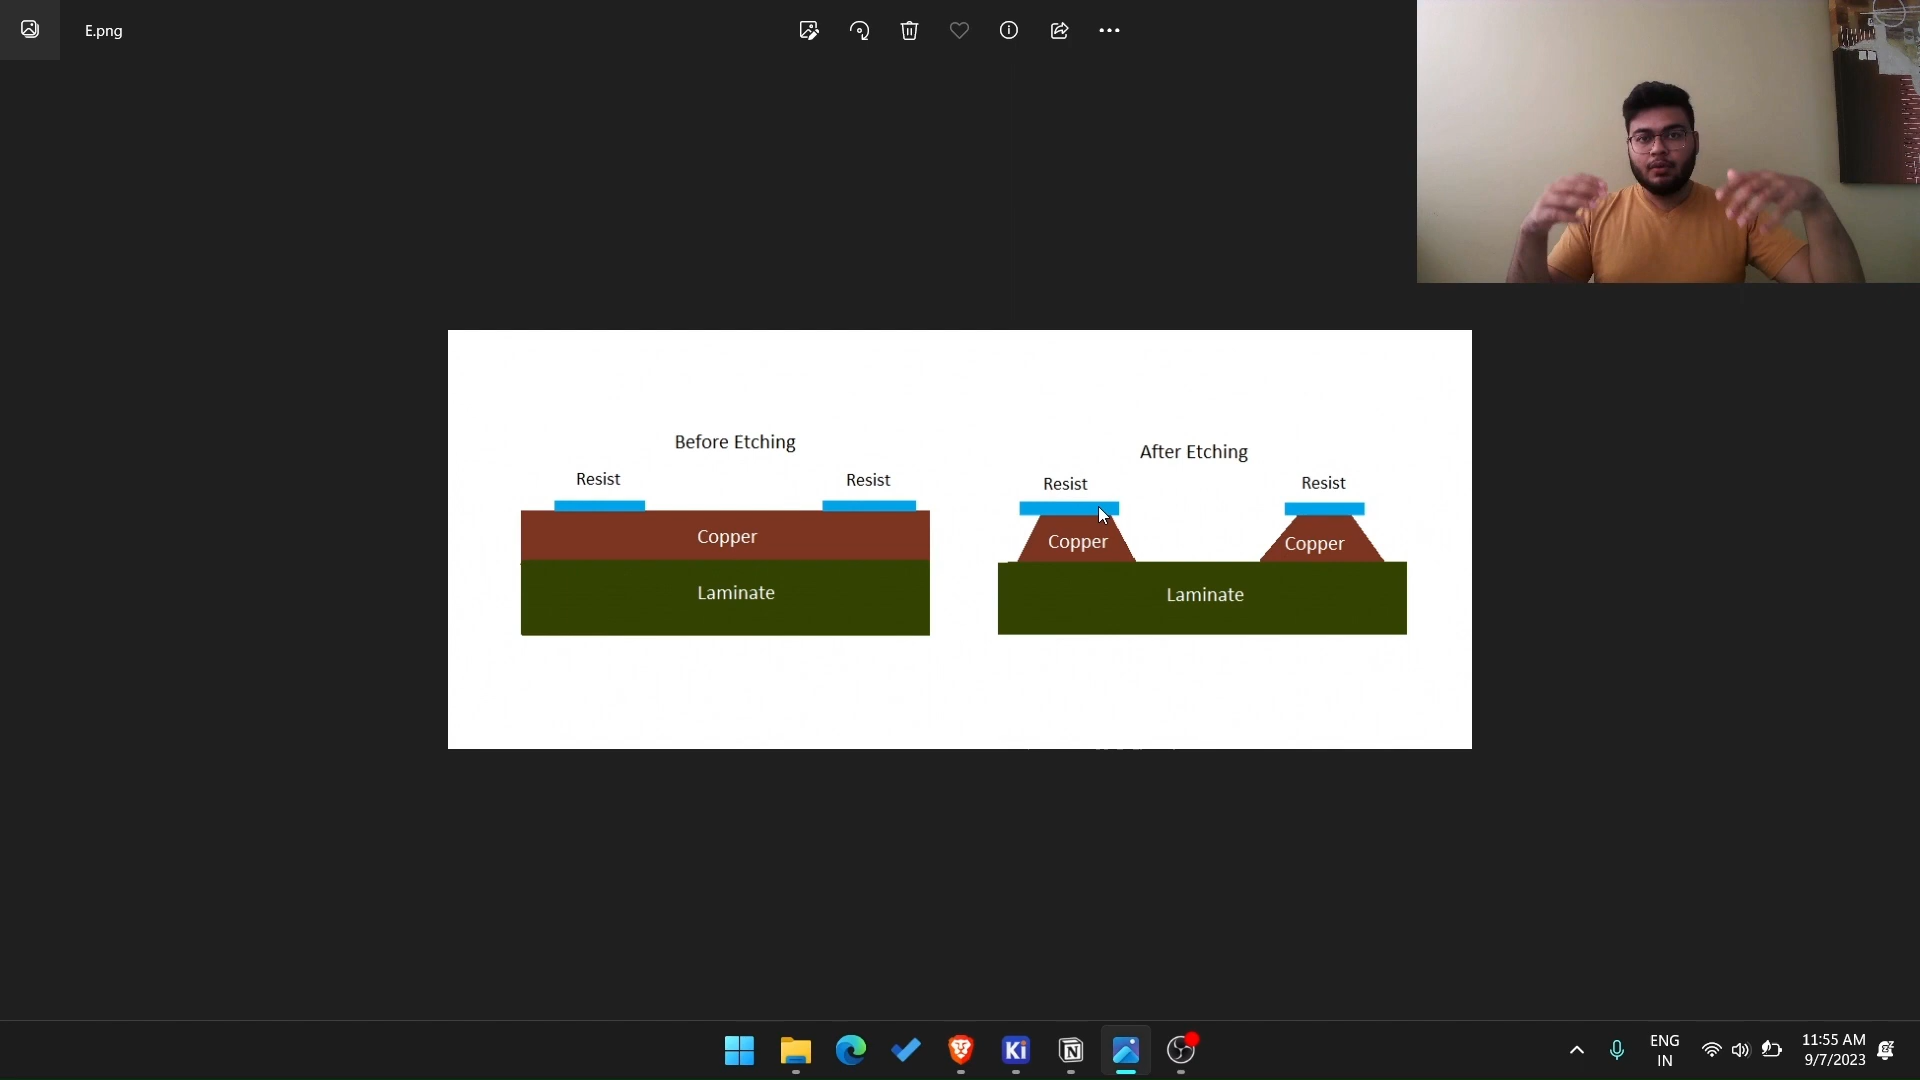 E.png
Before Etching
Resist
Resist
Copper
Laminate
After Etching
Resist
Resist
Copper
Copper
Laminate
Ki
N
ENG
IN
11:55 AM
9/7/2023